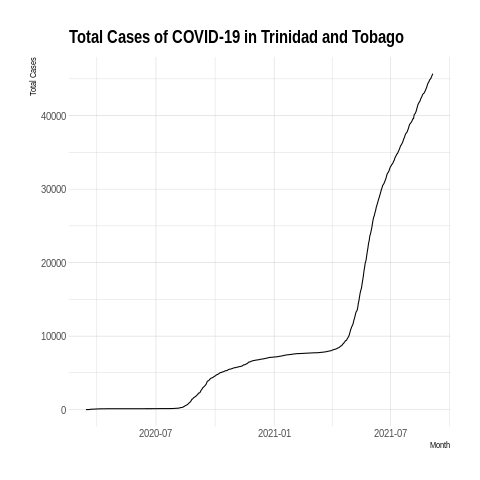 Total Cases of COVID-19 in Trinidad and Tobago
Total Cases
40000
30000
20000
10000
0
2020-07
2021-01
2021-07
Month